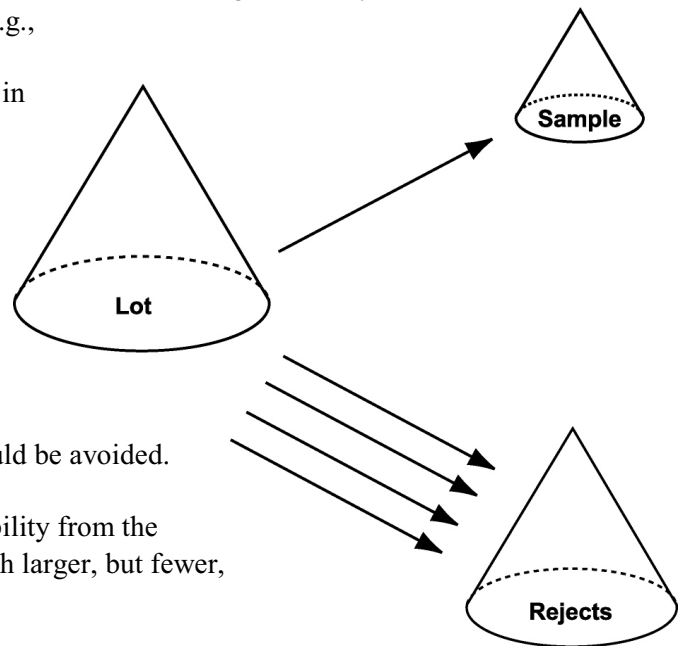 .g.,
in
Sample
Lot
uld be avoided.
bility from the
h larger, but fewer,
Rejects